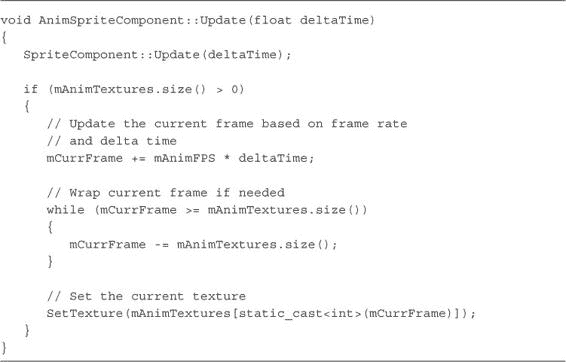 void AnimSpriteComponent::Update(float deltaTime)
{
   SpriteComponent::Update(deltaTime);

   if (mAnimTextures.size() > 0)
   {
      // Update the current frame based on frame rate
      // and delta time
      mCurrFrame += mAnimFPS * deltaTime;

      // Wrap current frame if needed
      while (mCurrFrame >= mAnimTextures.size())
      {
         mCurrFrame -= mAnimTextures.size();
      }

      // Set the current texture
      SetTexture(mAnimTextures[static_cast<int>(mCurrFrame)]);
   }
}